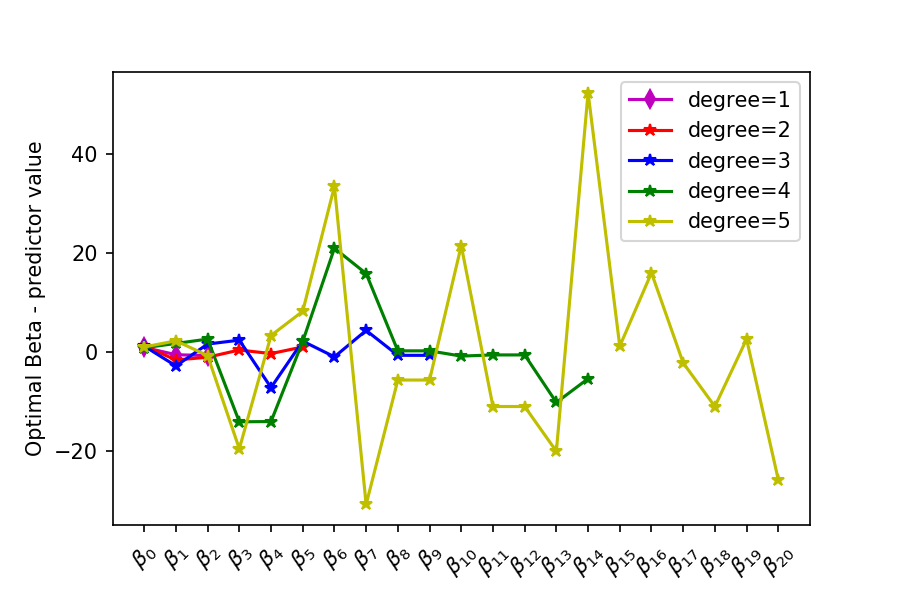 degree=1
degree=2
degree=3
degree=4
degree=5
Optimal Beta - predictor value
40
20
0
−20
β₀ β₁ β₂ β₃ β₄ β₅ β₆ β₇ β₈ β₉ β₁₀ β₁₁ β₁₂ β₁₃ β₁₄ β₁₅ β₁₆ β₁₇ β₁₈ β₁₉ β₂₀